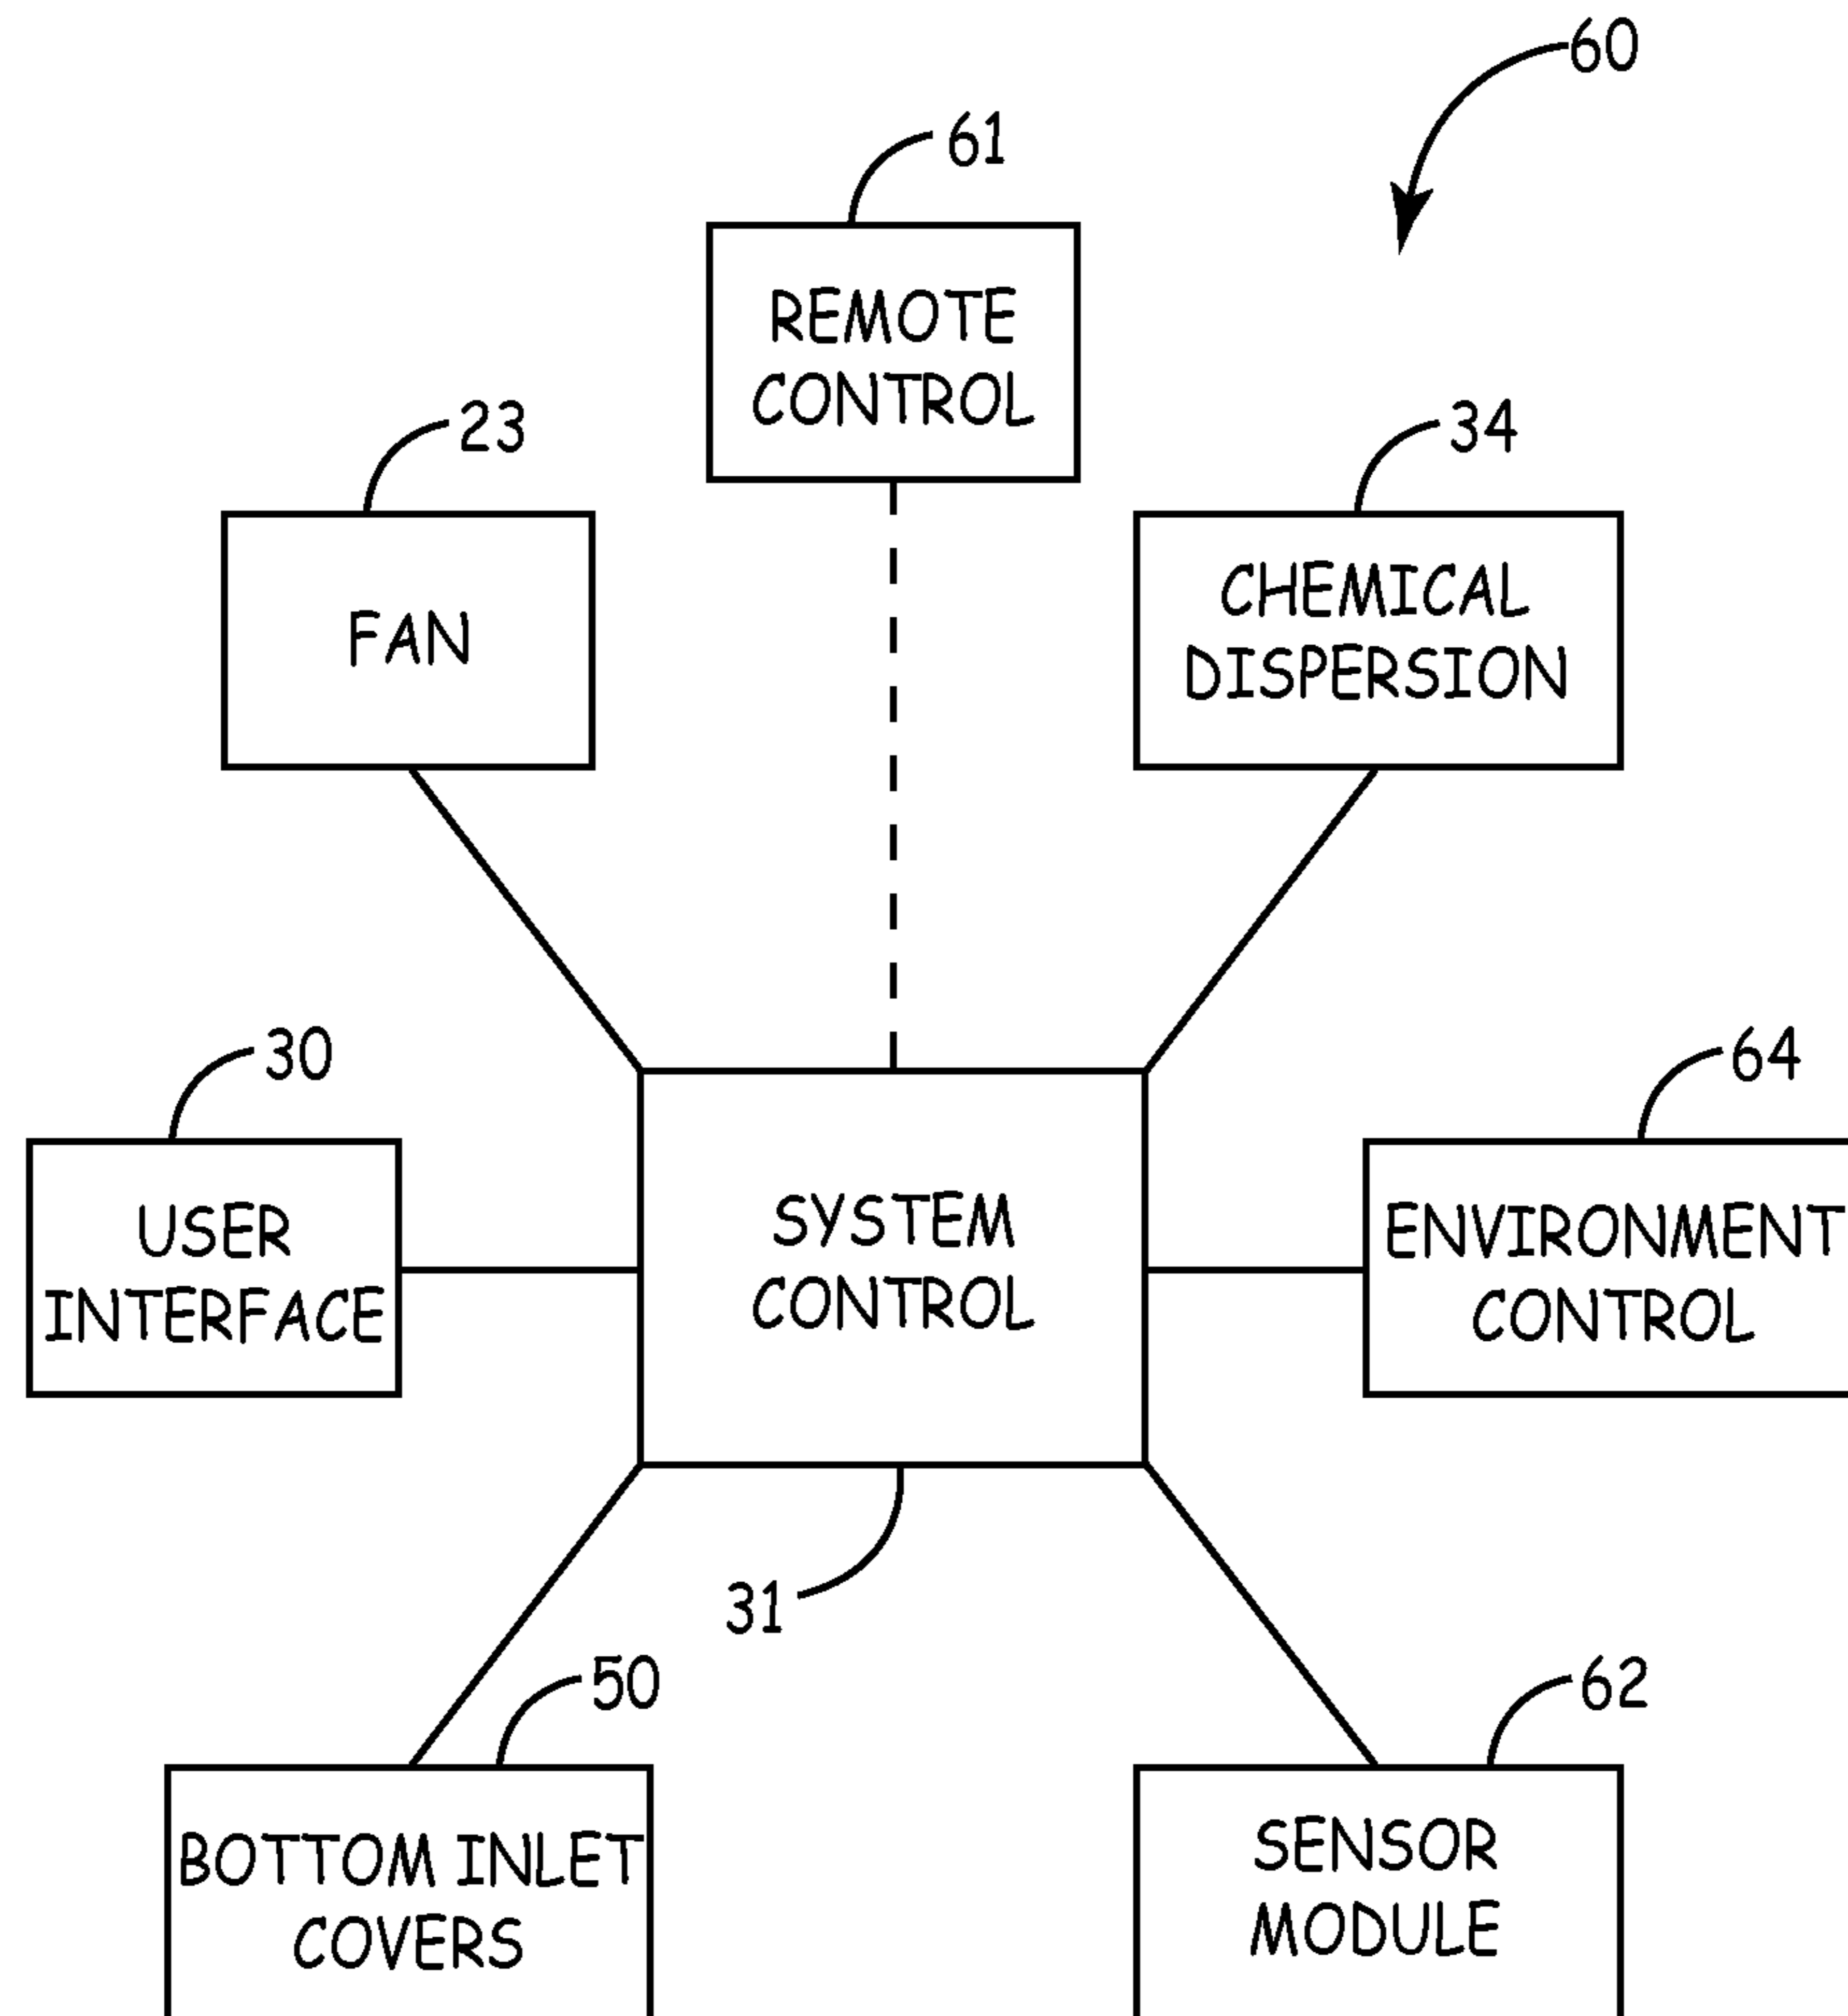 60
61
REMOTE
CONTROL
23
34
FAN
CHEMICAL
DISPERSION
30
64
USER
INTERFACE
SYSTEM
CONTROL
ENVIRONMENT
CONTROL
31
50
62
BOTTOM INLET
COVERS
SENSOR
MODULE